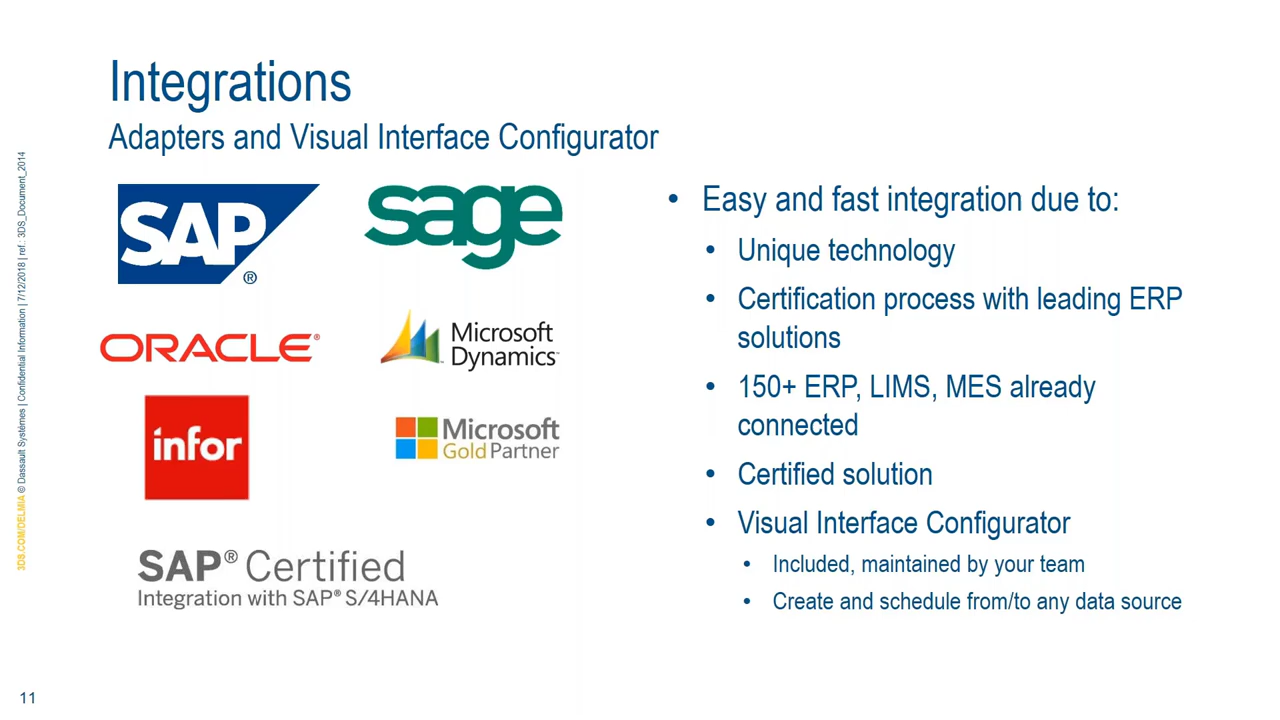 Integrations
Adapters and Visual Interface Configurator
SAP®
sage
ORACLE®
Microsoft
Dynamics™
infor
Microsoft
Gold Partner
SAP® Certified
Integration with SAP® S/4HANA
• Easy and fast integration due to:
• Unique technology
• Certification process with leading ERP
solutions
• 150+ ERP, LIMS, MES already
connected
• Certified solution
• Visual Interface Configurator
• Included, maintained by your team
• Create and schedule from/to any data source
3DS.COM/DELMIA © Dassault Systèmes | Confidential Information | 7/12/2018 | ref.: 3DS_Document_2014
11